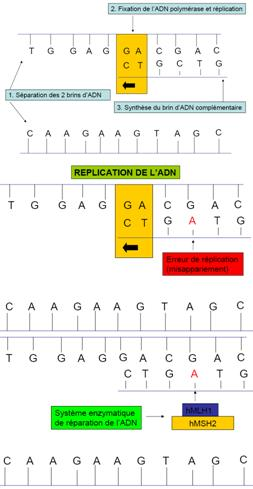 2. Fixation de l'ADN polymérase et réplication
T G G A G G A C G A C
C T G C T G
1. Séparation des 2 brins d'ADN
3. Synthèse du brin d'ADN complémentaire
C A A G A A G T A G C
REPLICATION DE L'ADN
T G G A G G A C G A C
C T G A T G
Erreur de réplication
(misappariement)
C A A G A A G T A G C
T G G A G G A C G A C
C T G A T G
Système enzymatique
de réparation de l'ADN
hMLH1
hMSH2
C A A G A A G T A G C